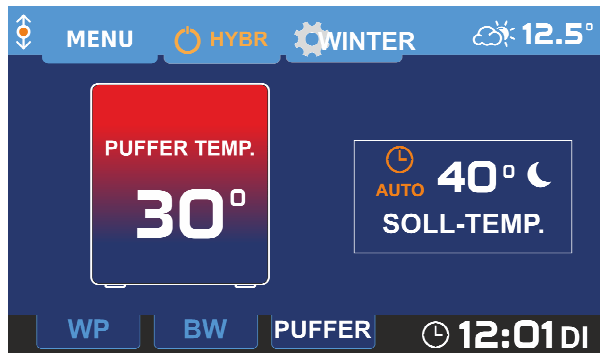 MENU HYBR WINTER 12.5°
PUFFER TEMP.
30°
AUTO 40°
SOLL-TEMP.
WP BW PUFFER 12:01 DI